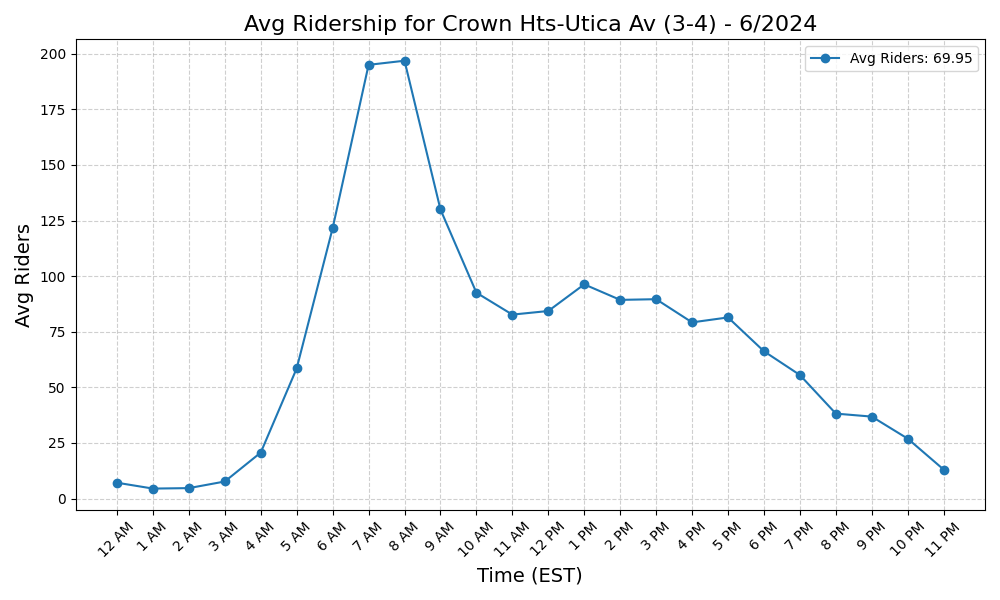 Avg Ridership for Crown Hts-Utica Av (3-4) - 6/2024
Avg Riders: 69.95
Avg Riders
200
175
150
125
100
75
50
25
0
12 AM
1 AM
2 AM
3 AM
4 AM
5 AM
6 AM
7 AM
8 AM
9 AM
10 AM
11 AM
12 PM
1 PM
2 PM
3 PM
4 PM
5 PM
6 PM
7 PM
8 PM
9 PM
10 PM
11 PM
Time (EST)